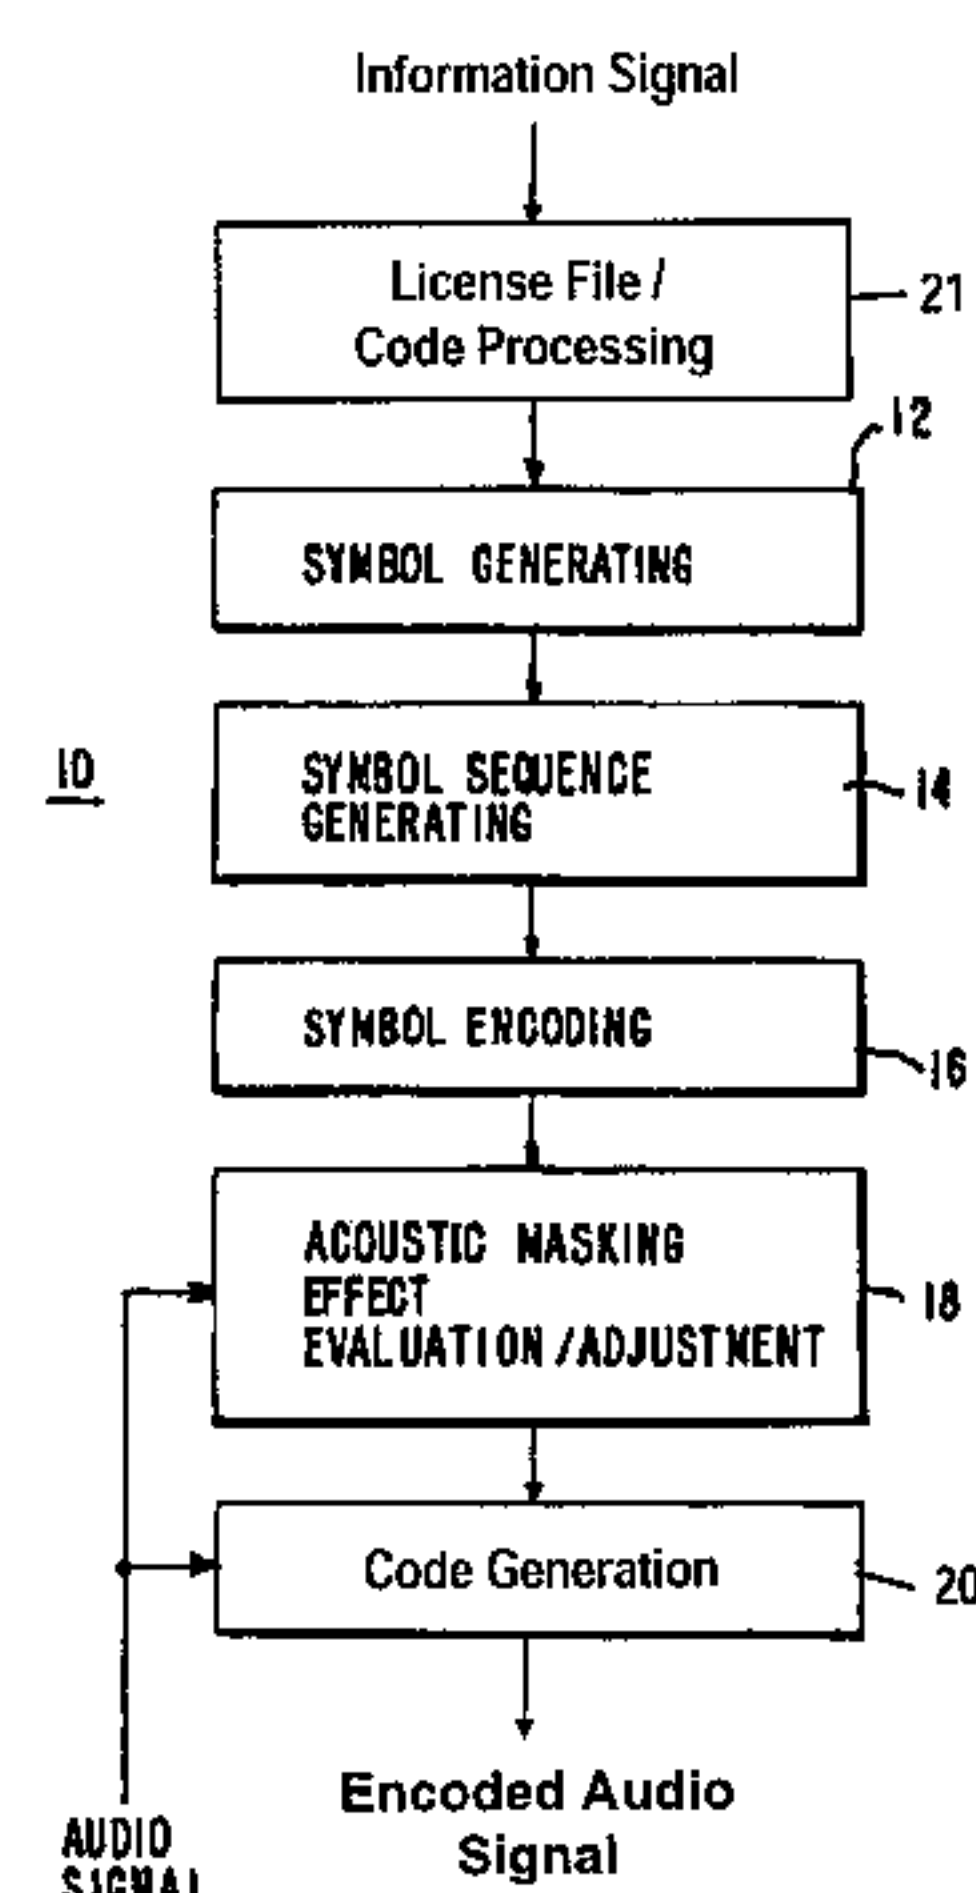 Information Signal
License File /
Code Processing
21
12
SYMBOL GENERATING
10
SYMBOL SEQUENCE
GENERATING
14
SYMBOL ENCODING
16
ACOUSTIC MASKING
EFFECT
EVALUATION/ADJUSTMENT
18
Code Generation
20
Encoded Audio
Signal
AUDIO
SIGNAL